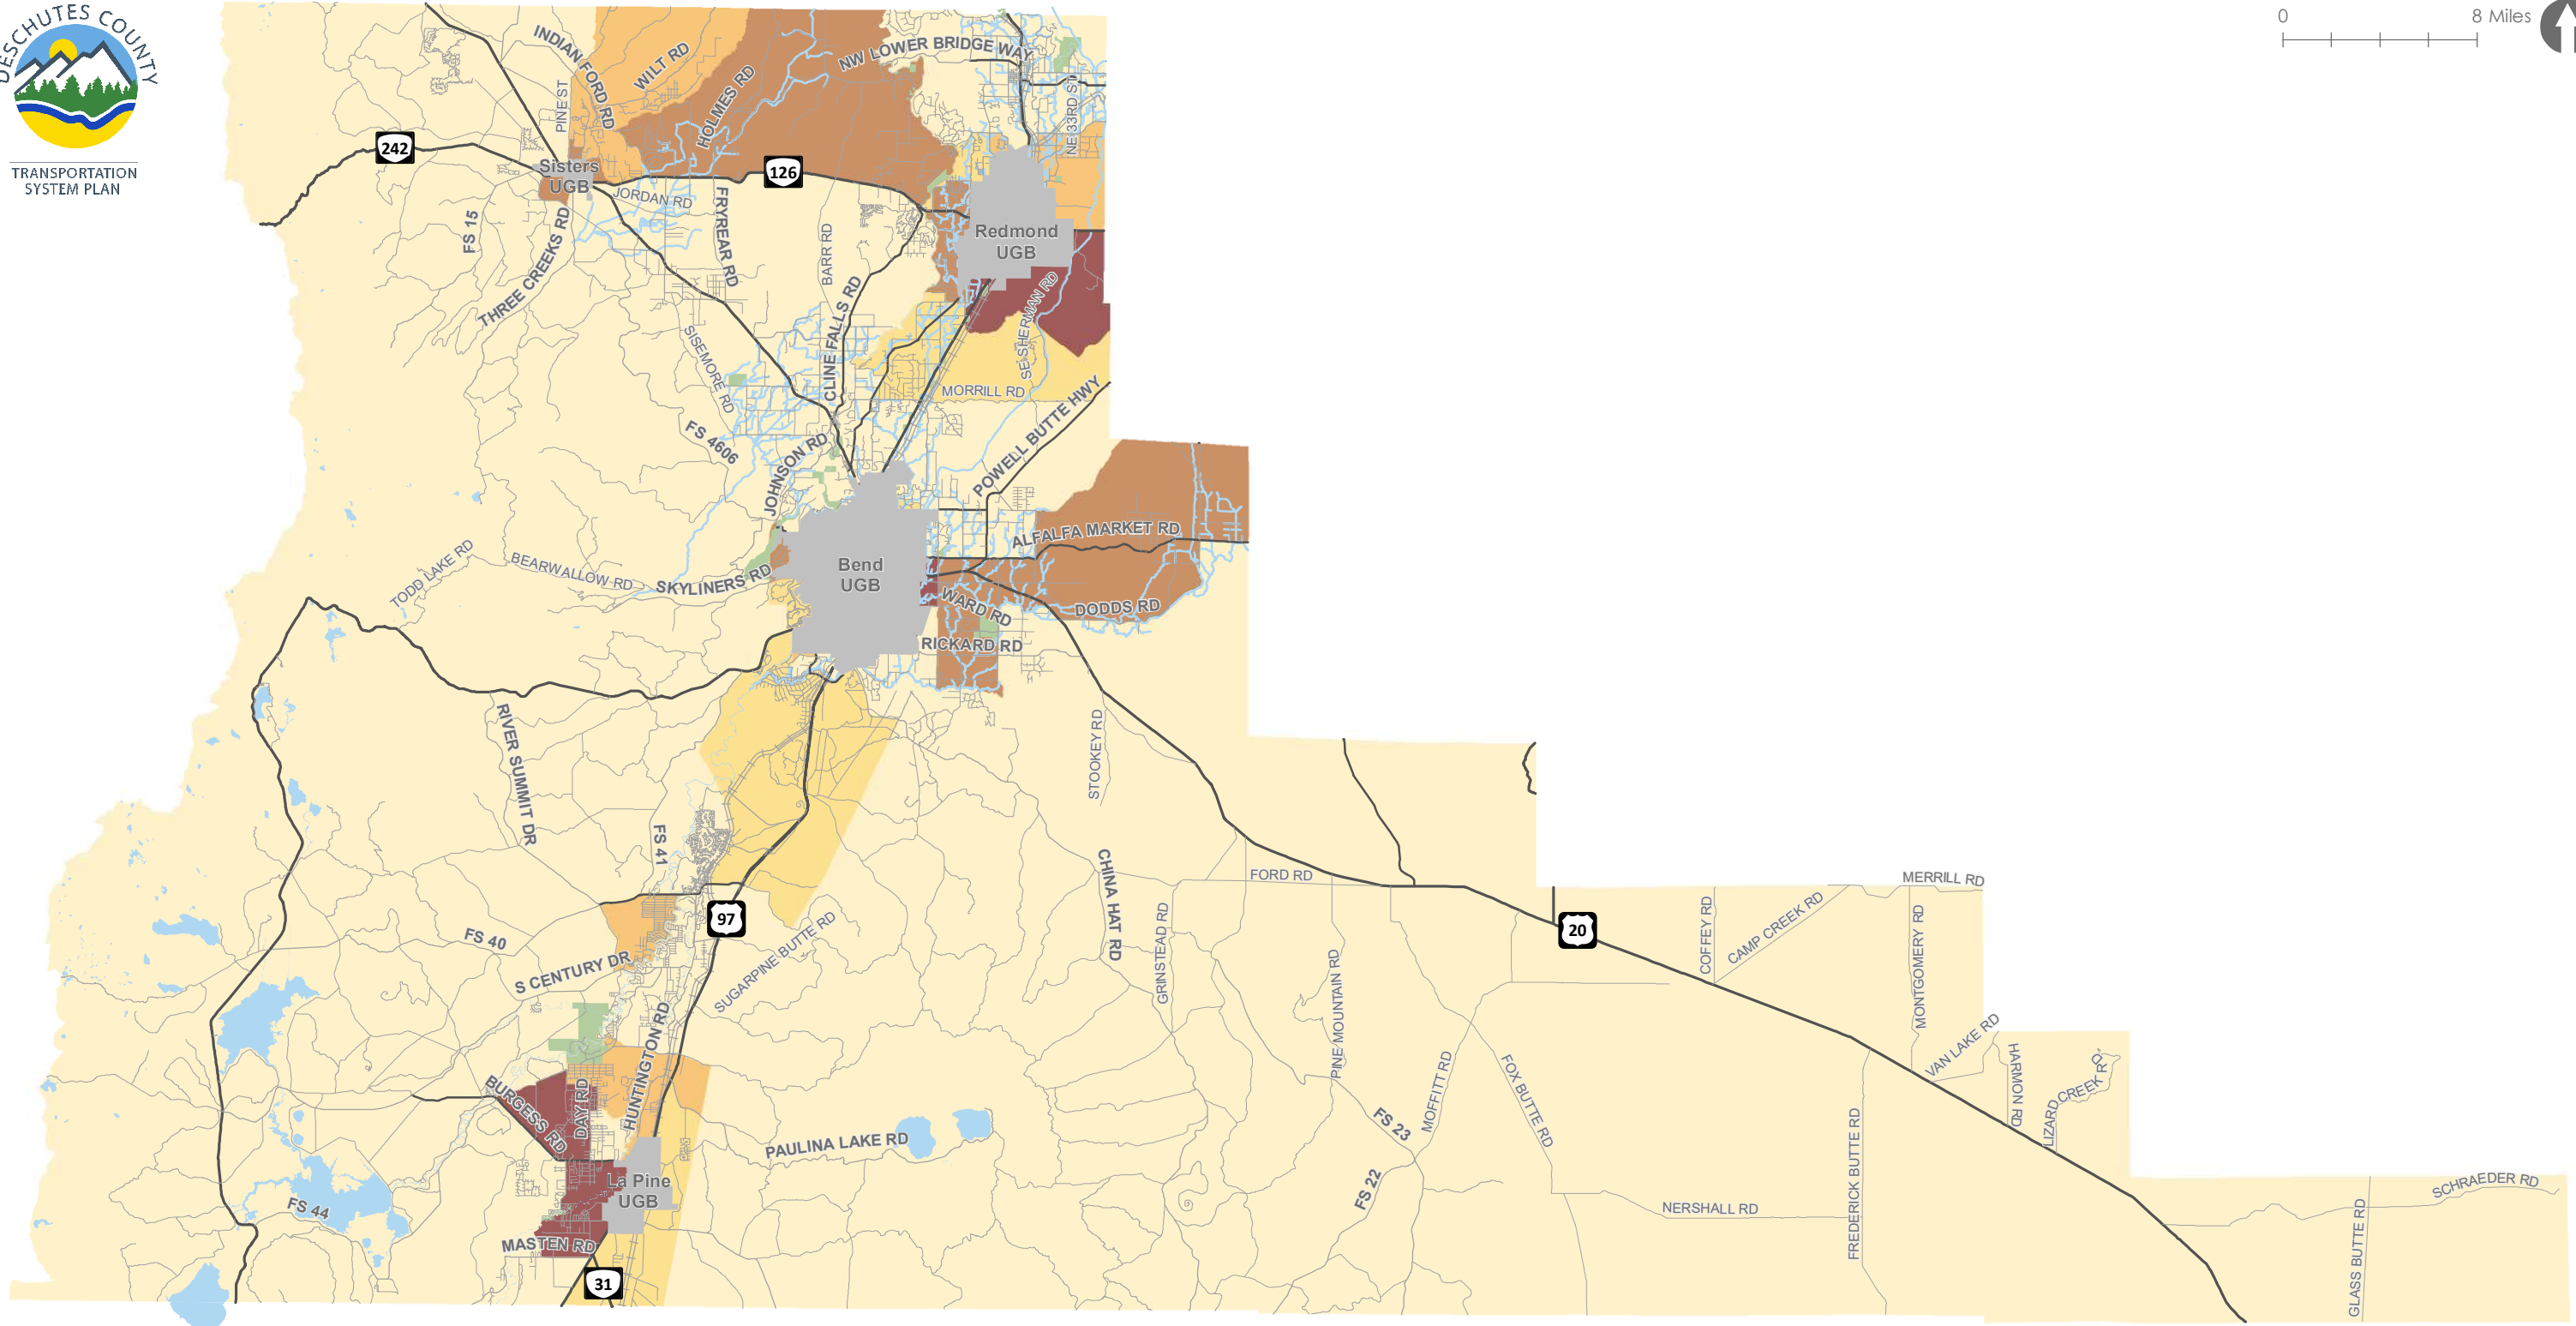 DESCHUTES COUNTY
TRANSPORTATION
SYSTEM PLAN
0 8 Miles
INDIAN FORD RD
WILT RD
NW LOWER BRIDGE WAY
HOLMES RD
PINE ST
NE 33RD ST
242
Sisters
UGB
126
JORDAN RD
FRYREAR RD
FS 15
THREE CREEKS RD
BARR RD
Redmond
UGB
CLINE FALLS RD
SE SHERMAN RD
SISEMORE RD
MORRILL RD
POWELL BUTTE HWY
FS 4606
JOHNSON RD
ALFALFA MARKET RD
TODD LAKE RD
BEARWALLOW RD
SKYLINERS RD
Bend
UGB
WARD RD
DODDS RD
RICKARD RD
RIVER SUMMIT DR
STOOKEY RD
FS 41
CHINA HAT RD
FORD RD
MERRILL RD
97
20
COFFEY RD
CAMP CREEK RD
MONTGOMERY RD
GRINSTEAD RD
SUGARPINE BUTTE RD
FS 40
S CENTURY DR
PINE MOUNTAIN RD
HUNTINGTON RD
VAN LAKE RD
HARMON RD
LIZARD CREEK RD
MOFFITT RD
FOX BUTTE RD
BURGESS RD
DAY RD
FS 23
FREDERICK BUTTE RD
PAULINA LAKE RD
La Pine
UGB
FS 22
FS 44
NERSHALL RD
SCHRAEDER RD
GLASS BUTTE RD
MASTEN RD
31